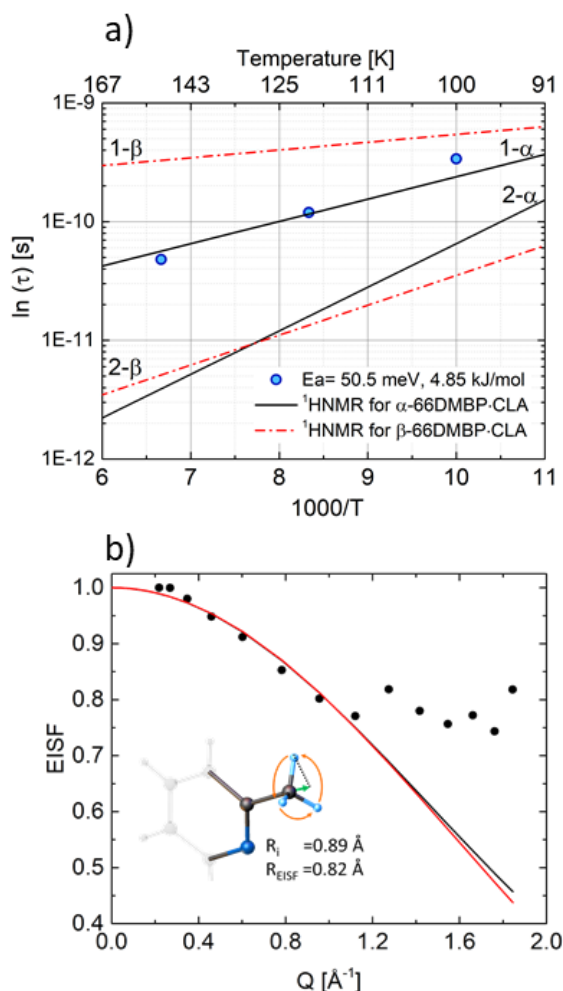 a)
Temperature [K]
167 143 125 111 100 91
1E-9
1-β
1-α
2-α
1E-10
ln (τ) [s]
1E-11
2-β
Ea= 50.5 meV, 4.85 kJ/mol
¹HNMR for α-66DMBP·CLA
¹HNMR for β-66DMBP·CLA
1E-12
6 7 8 9 10 11
1000/T
b)
1.0
0.9
0.8
0.7
EISF
0.6
R_i =0.89 Å
R_EISF =0.82 Å
0.5
0.4
0.0 0.4 0.8 1.2 1.6 2.0
Q [Å⁻¹]